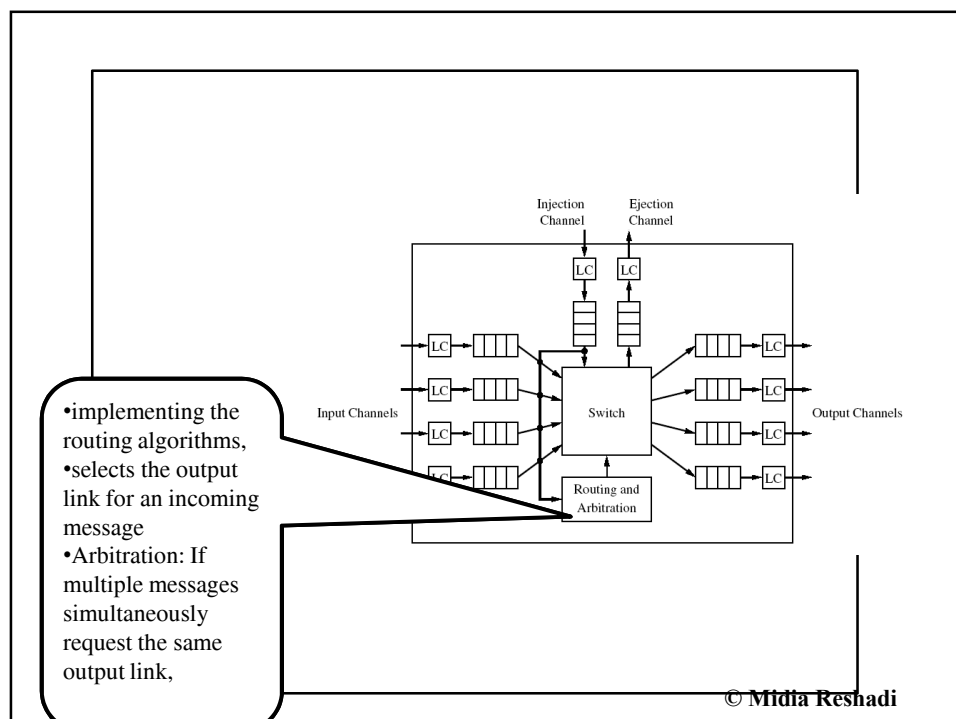 Injection
Channel
Ejection
Channel
LC
LC
LC
LC
LC
LC
LC
LC
LC
LC
Input Channels
Switch
Output Channels
Routing and
Arbitration
•implementing the
routing algorithms,
•selects the output
link for an incoming
message
•Arbitration: If
multiple messages
simultaneously
request the same
output link,
© Midia Reshadi